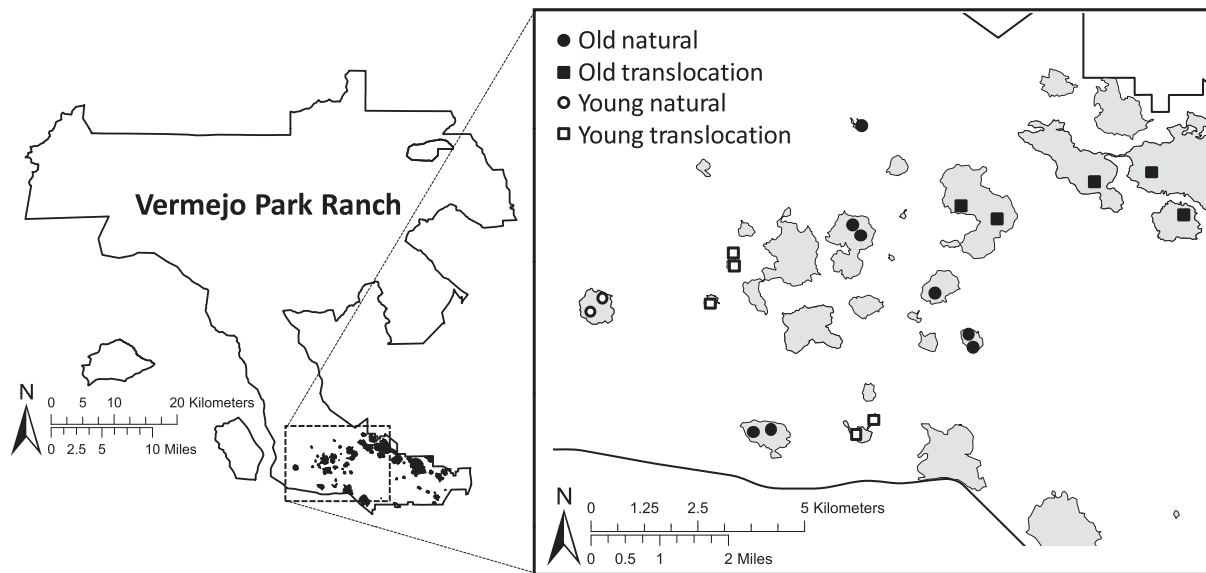 Vermejo Park Ranch
N
0 5 10 20 Kilometers
0 2.5 5 10 Miles
Old natural
Old translocation
Young natural
Young translocation
N
0 1.25 2.5 5 Kilometers
0 0.5 1 2 Miles